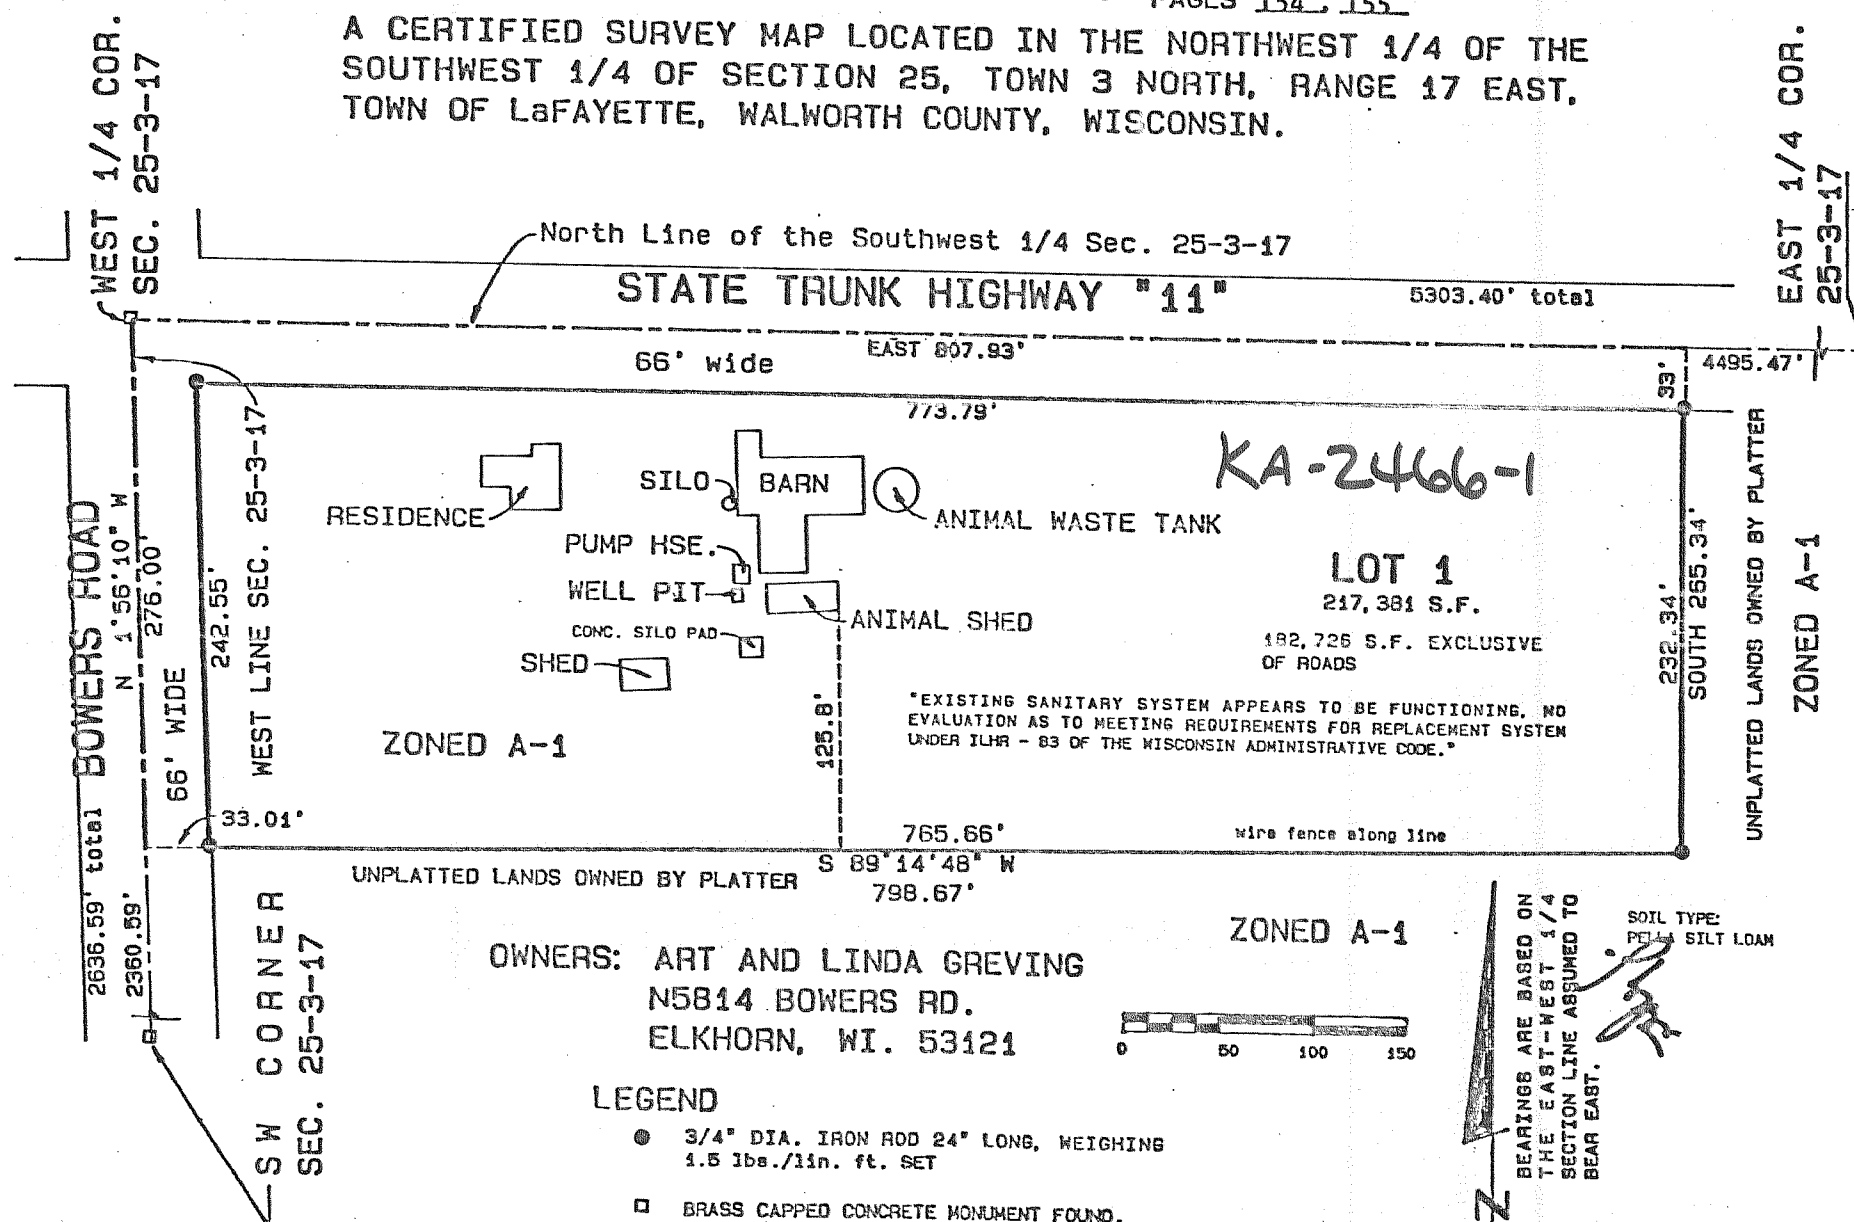 PAGES 154, 155
A CERTIFIED SURVEY MAP LOCATED IN THE NORTHWEST 1/4 OF THE
SOUTHWEST 1/4 OF SECTION 25, TOWN 3 NORTH, RANGE 17 EAST,
TOWN OF LaFAYETTE, WALWORTH COUNTY, WISCONSIN.
WEST 1/4 COR.
SEC. 25-3-17
EAST 1/4 COR.
25-3-17
North Line of the Southwest 1/4 Sec. 25-3-17
STATE TRUNK HIGHWAY "11"
5303.40' total
EAST 807.93'
66' wide
33'
4495.47'
773.79'
KA-2466-1
SILO
BARN
RESIDENCE
ANIMAL WASTE TANK
PUMP HSE.
WELL PIT
ANIMAL SHED
CONC. SILO PAD
SHED
LOT 1
217,381 S.F.
182,726 S.F. EXCLUSIVE
OF ROADS
"EXISTING SANITARY SYSTEM APPEARS TO BE FUNCTIONING, NO
EVALUATION AS TO MEETING REQUIREMENTS FOR REPLACEMENT SYSTEM
UNDER ILHR - 83 OF THE WISCONSIN ADMINISTRATIVE CODE."
ZONED A-1
125.8'
BOWERS ROAD
N 1°56'10" W
276.00'
66' WIDE
242.55'
WEST LINE SEC. 25-3-17
232.34'
SOUTH 265.34'
UNPLATTED LANDS OWNED BY PLATTER
ZONED A-1
33.01'
765.66'
wire fence along line
S 89°14'48" W
798.67'
UNPLATTED LANDS OWNED BY PLATTER
2636.59' total
2360.59'
SW CORNER
SEC. 25-3-17
ZONED A-1
OWNERS: ART AND LINDA GREVING
N5814 BOWERS RD.
ELKHORN, WI. 53121
0 50 100 150
BEARINGS ARE BASED ON
THE EAST-WEST 1/4
SECTION LINE ASSUMED TO
BEAR EAST.
SOIL TYPE:
PELLA SILT LOAM
N
LEGEND
3/4" DIA. IRON ROD 24" LONG, WEIGHING
1.5 lbs./lin. ft. SET
BRASS CAPPED CONCRETE MONUMENT FOUND.